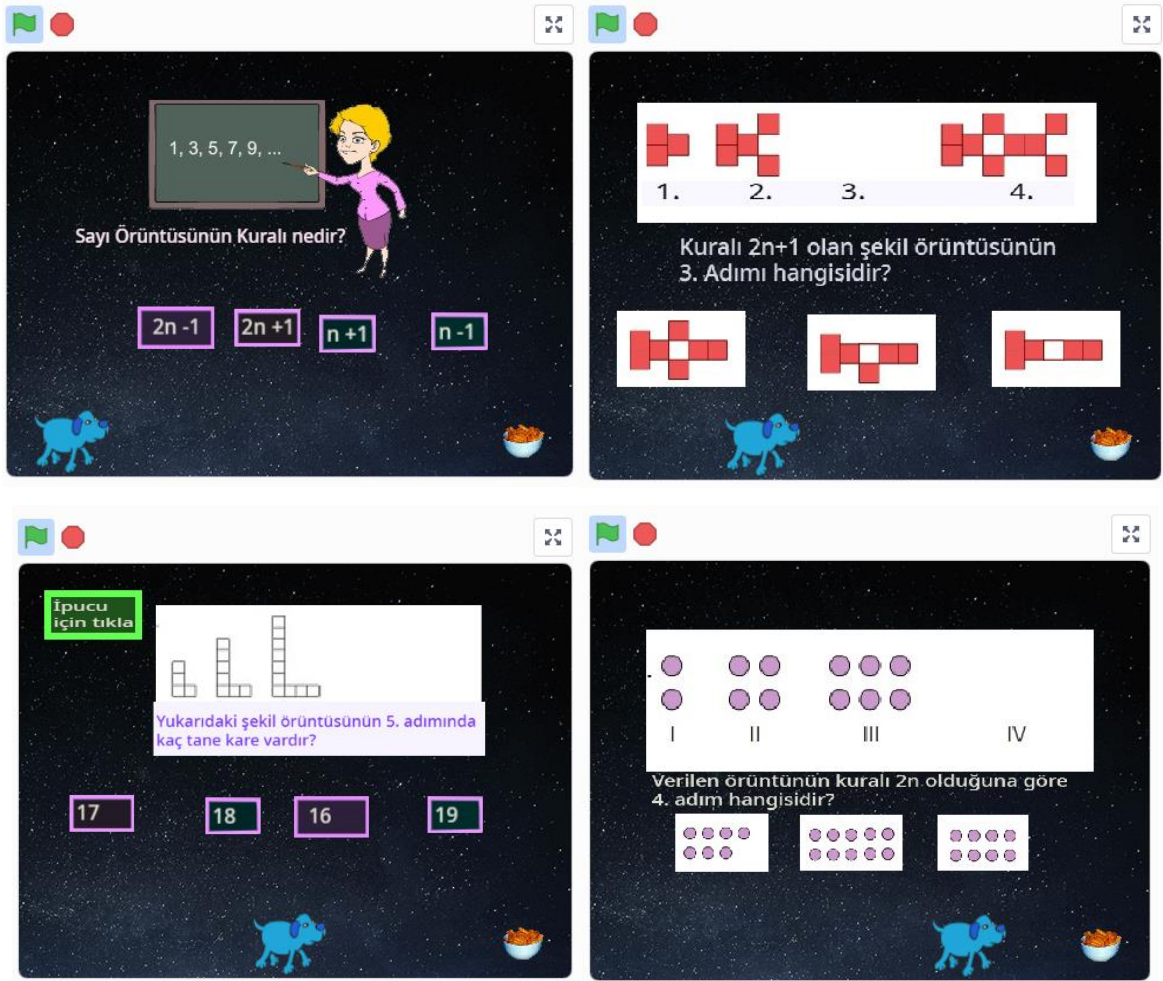 1, 3, 5, 7, 9, ...
Sayı Örüntüsünün Kuralı nedir?
2n -1
2n +1
n +1
n -1
1.
2.
3.
4.
Kuralı 2n+1 olan şekil örüntüsünün
3. Adımı hangisidir?
İpucu
için tıkla
Yukarıdaki şekil örüntüsünün 5. adımında
kaç tane kare vardır?
17
18
16
19
I
II
III
IV
Verilen örüntünün kuralı 2n olduğuna göre
4. adım hangisidir?